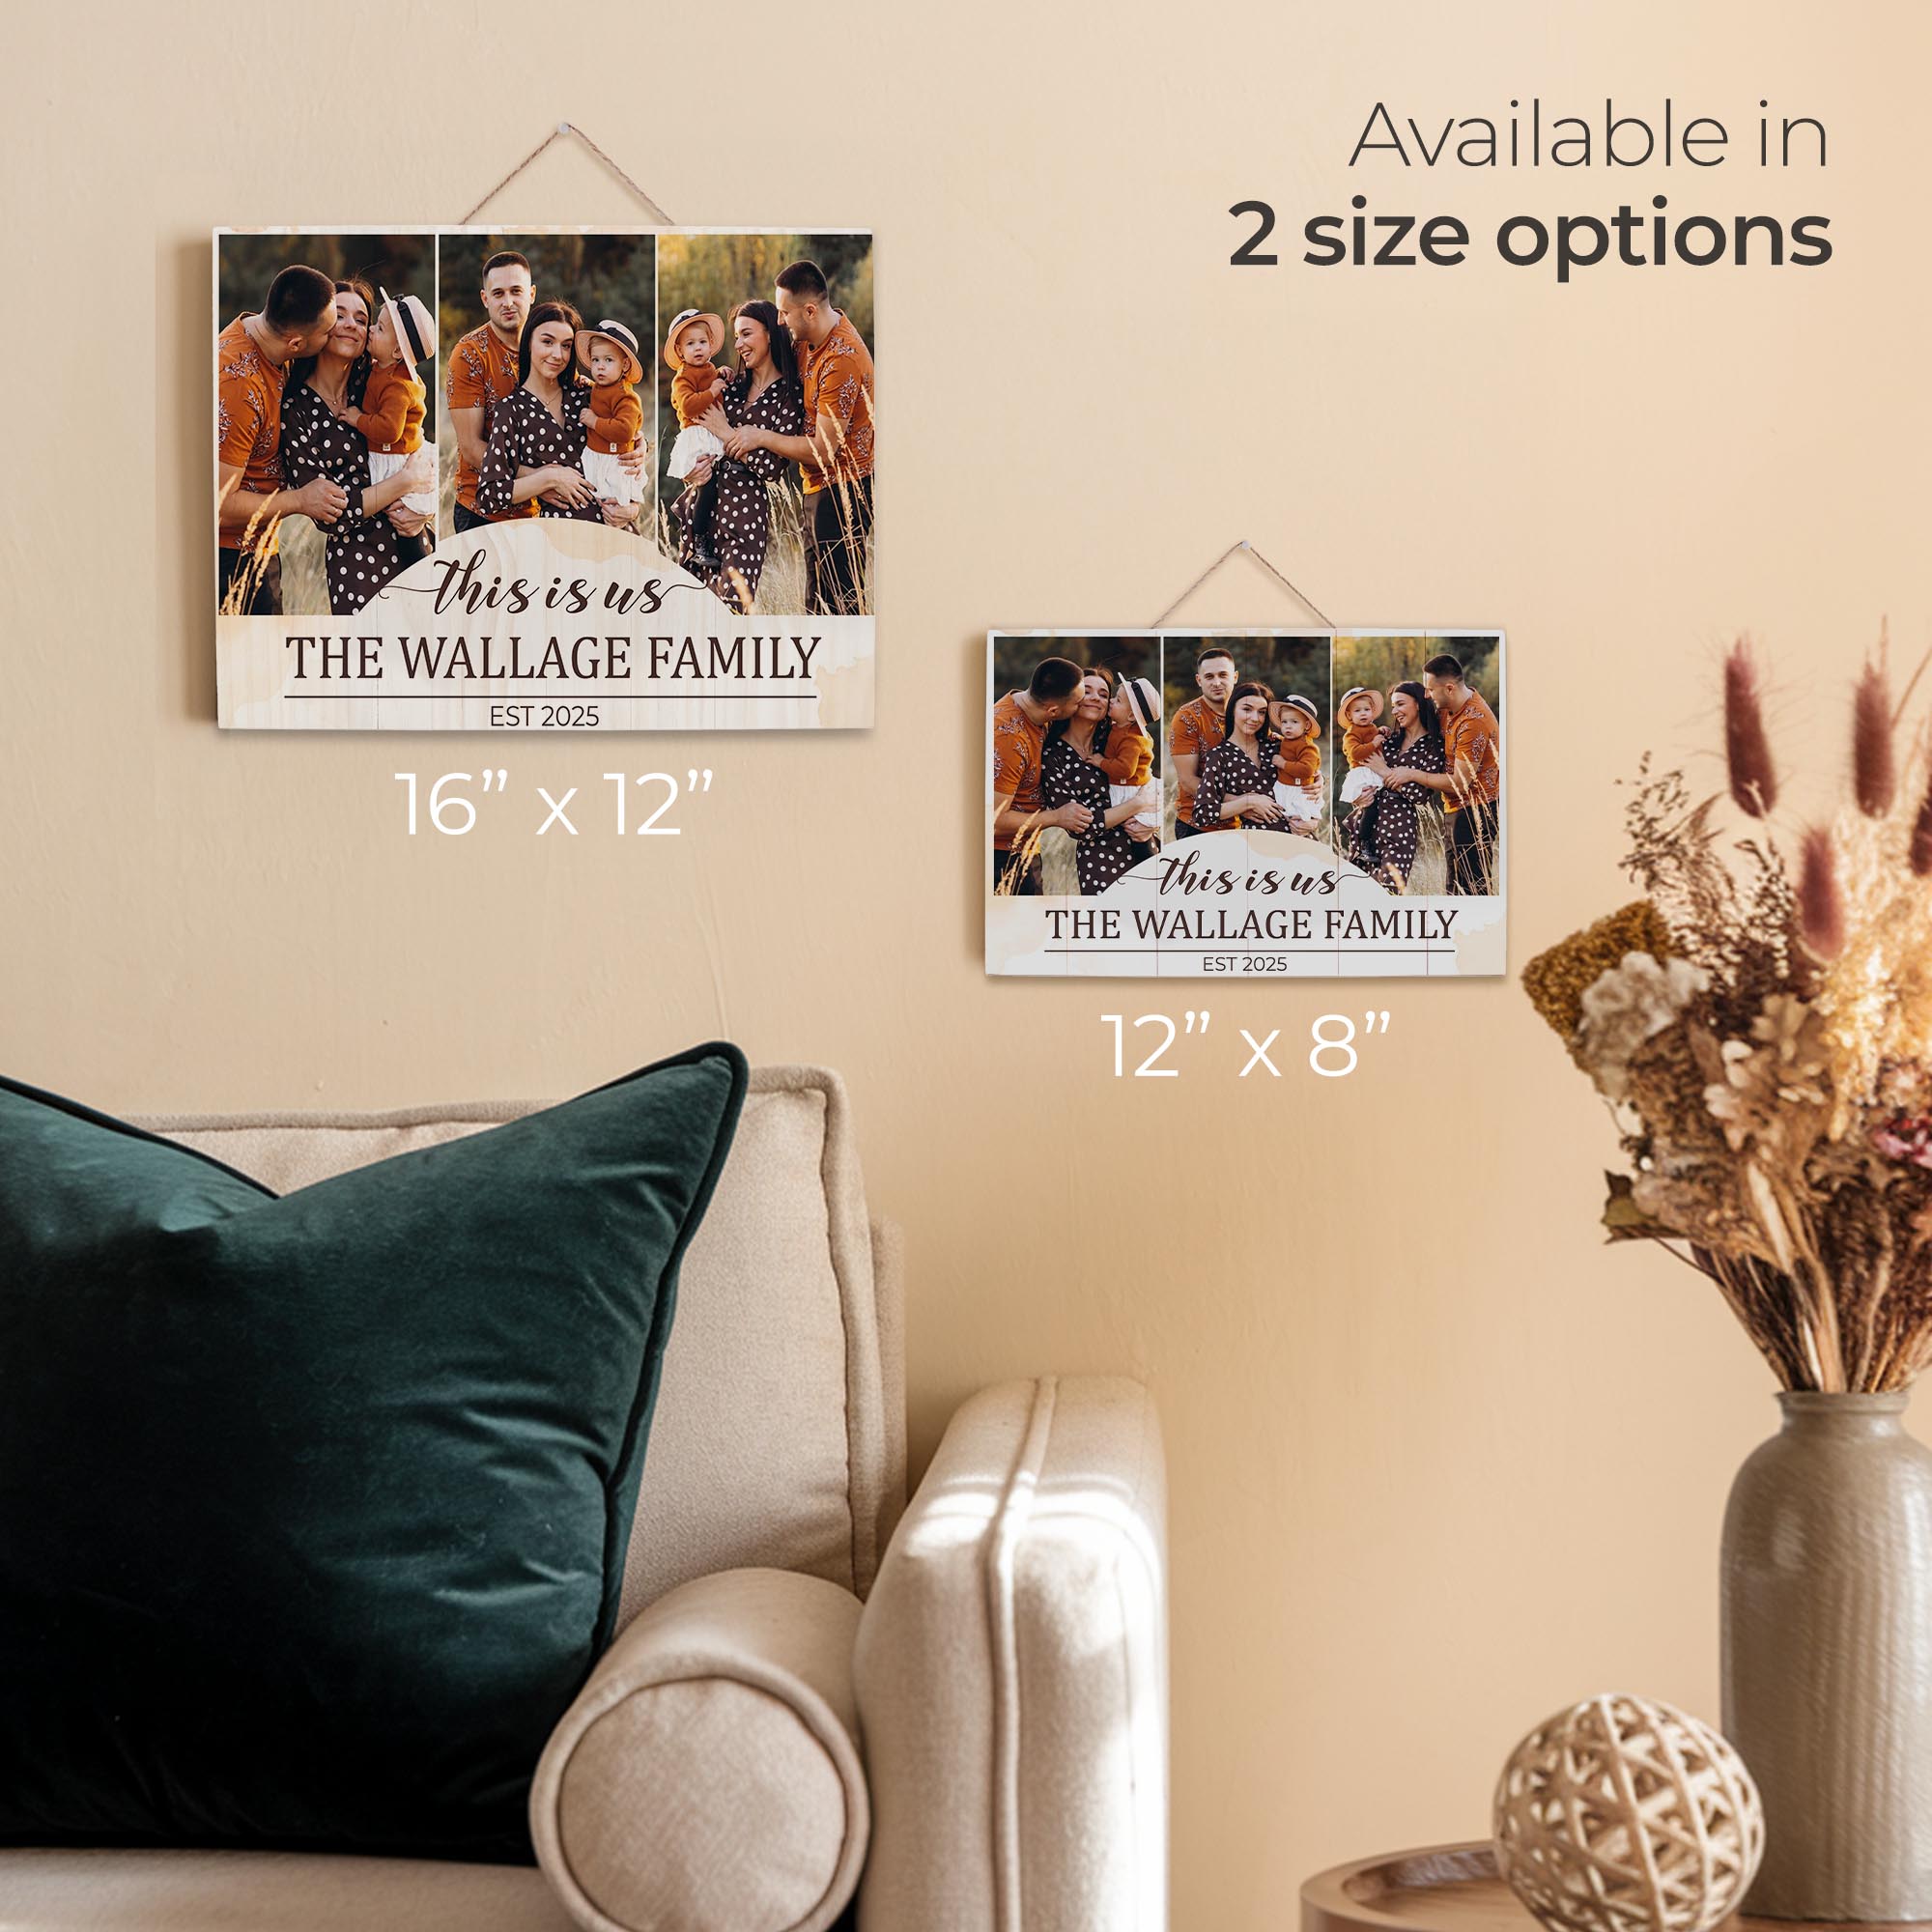 Available in
2 size options
this is us
THE WALLAGE FAMILY
EST 2025
16” x 12”
this is us
THE WALLAGE FAMILY
EST 2025
12” x 8”